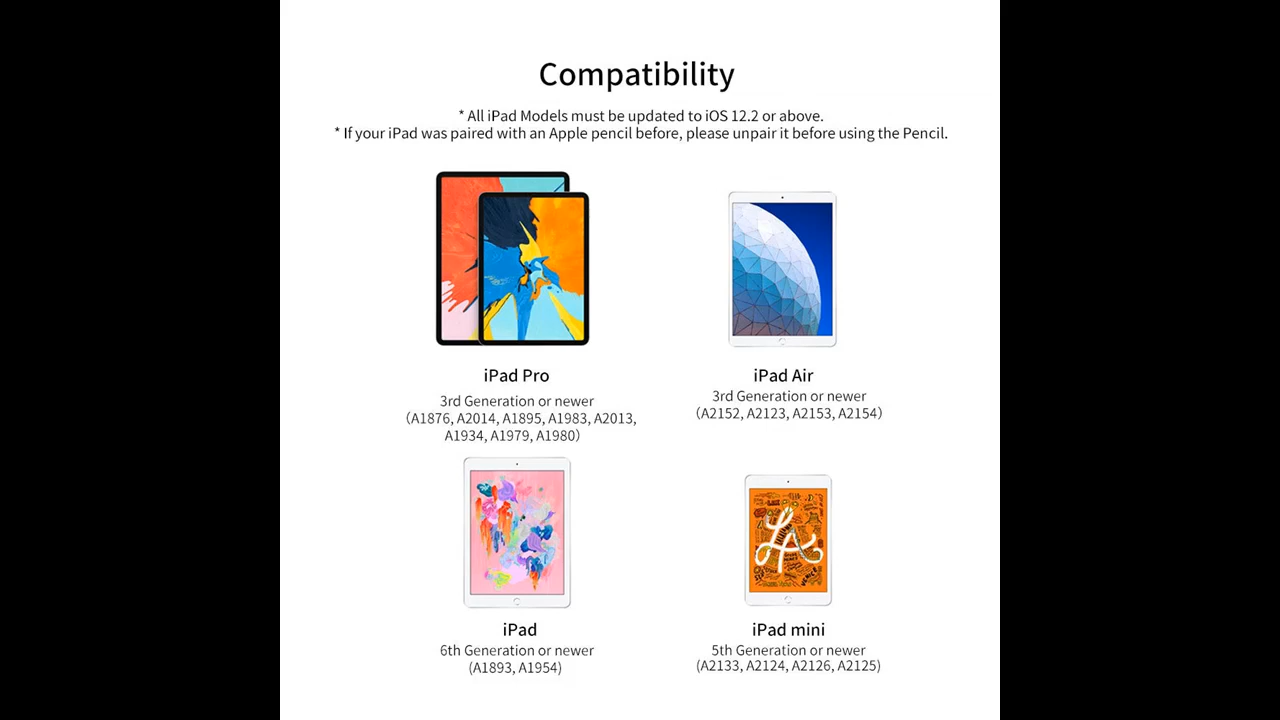 Compatibility
* All iPad Models must be updated to iOS 12.2 or above.
* If your iPad was paired with an Apple pencil before, please unpair it before using the Pencil.
iPad Pro
3rd Generation or newer
(A1876, A2014, A1895, A1983, A2013,
A1934, A1979, A1980)
iPad Air
3rd Generation or newer
(A2152, A2123, A2153, A2154)
iPad
6th Generation or newer
(A1893, A1954)
LA
VENICE
iPad mini
5th Generation or newer
(A2133, A2124, A2126, A2125)